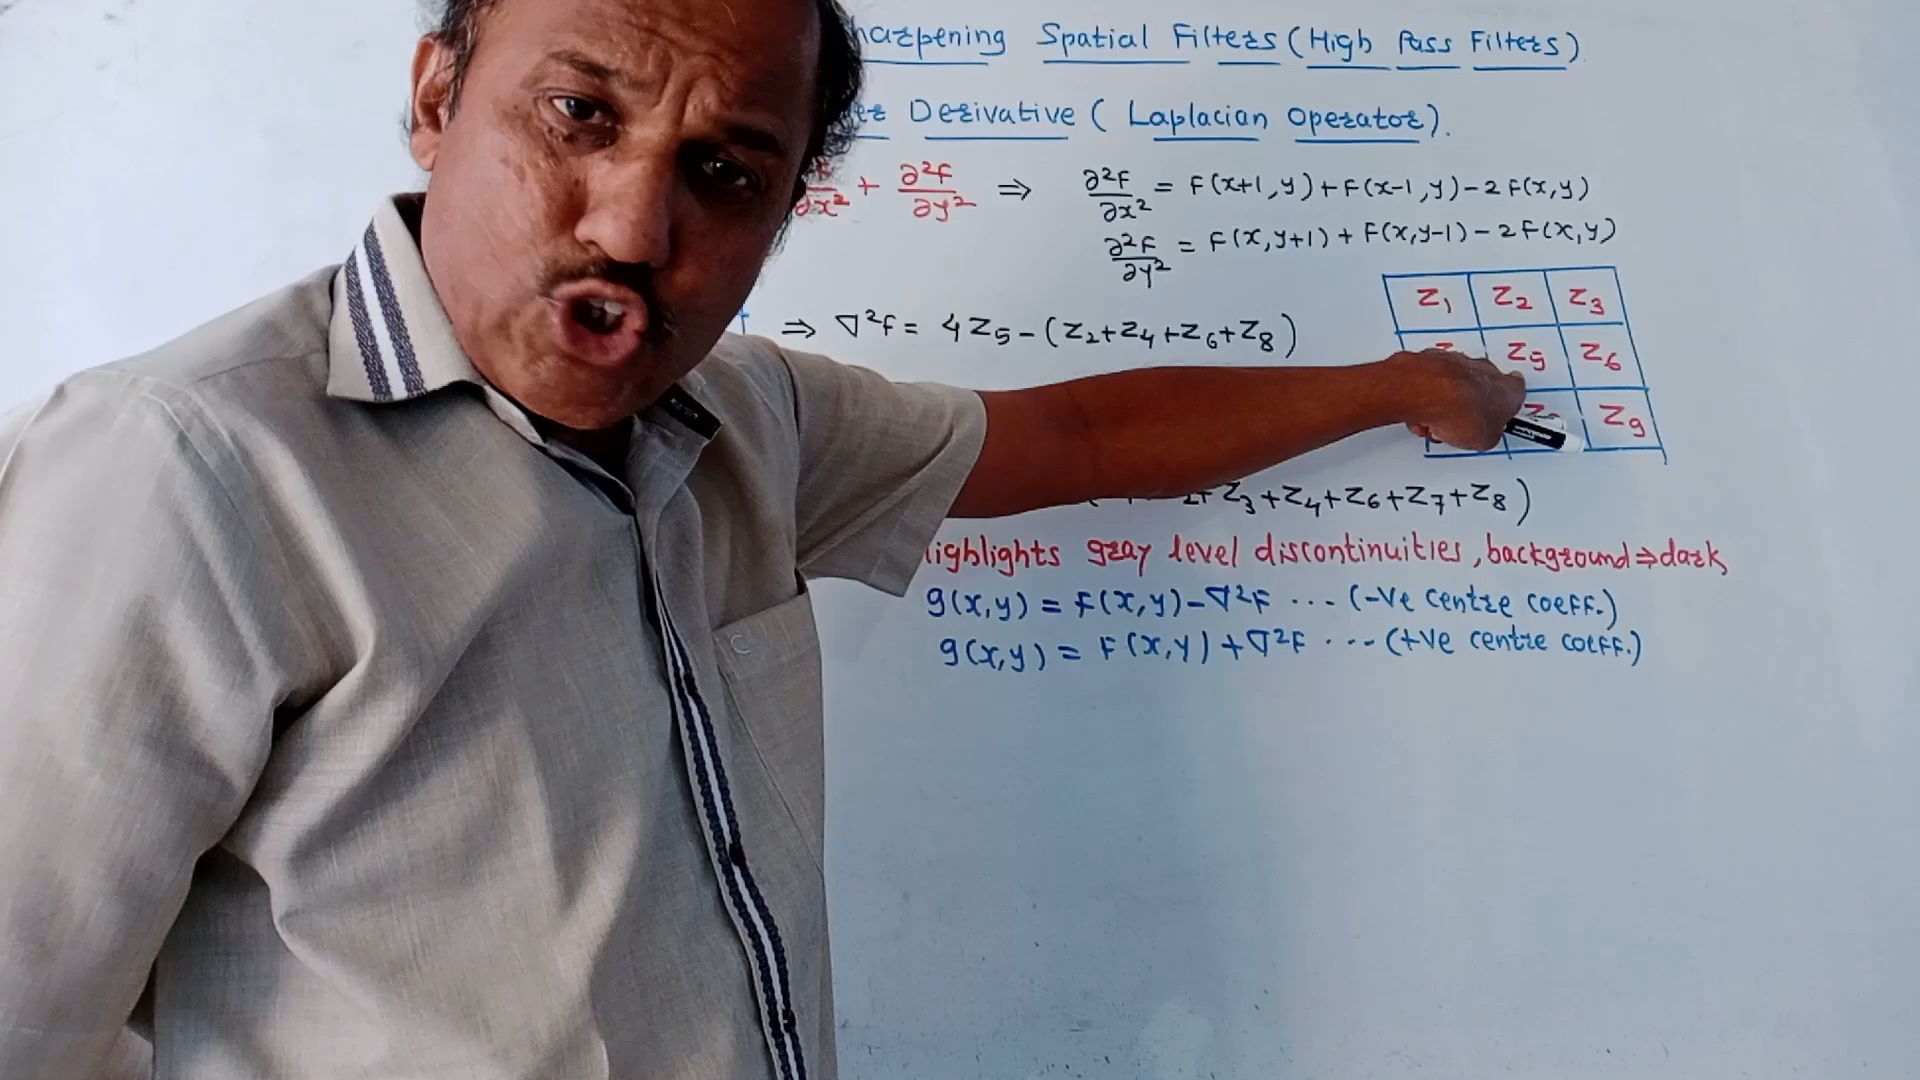 Sharpening Spatial Filters (High Pass Filters)
Derivative ( Laplacian Operator).
∂x² + ∂²f/∂y² ⇒ ∂²f/∂x² = F(x+1,y)+F(x-1,y)-2F(x,y)
∂²F/∂y² = F(x,y+1)+F(x,y-1)-2F(x,y)
⇒ ∇²f = 4Z5-(Z2+Z4+Z6+Z8)
Z1 Z2 Z3
Z5 Z6
Z9
+Z3+Z4+Z6+Z7+Z8)
Highlights gray level discontinuities, background⇒dark,
g(x,y) = F(x,y)-∇²F ... (-ve centre coeff.)
g(x,y) = F(x,y)+∇²F ... (+ve centre coeff.)